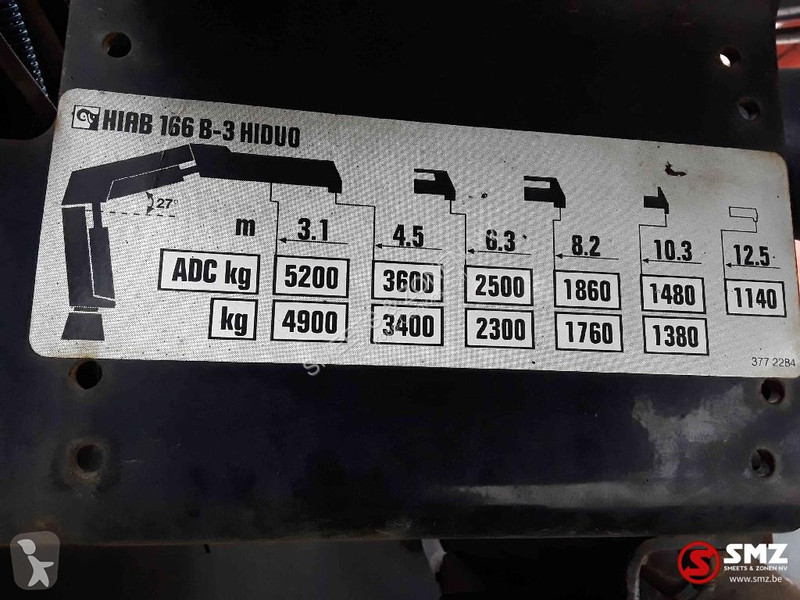 HIAB 166 B-3 HIDUO
27°
m 3.1 4.5 6.3 8.2 10.3 12.5
ADC kg 5200 3600 2500 1860 1480 1140
kg 4900 3400 2300 1760 1380
377 2284
SMZ
SMEETS & ZONEN NV
www.smz.be